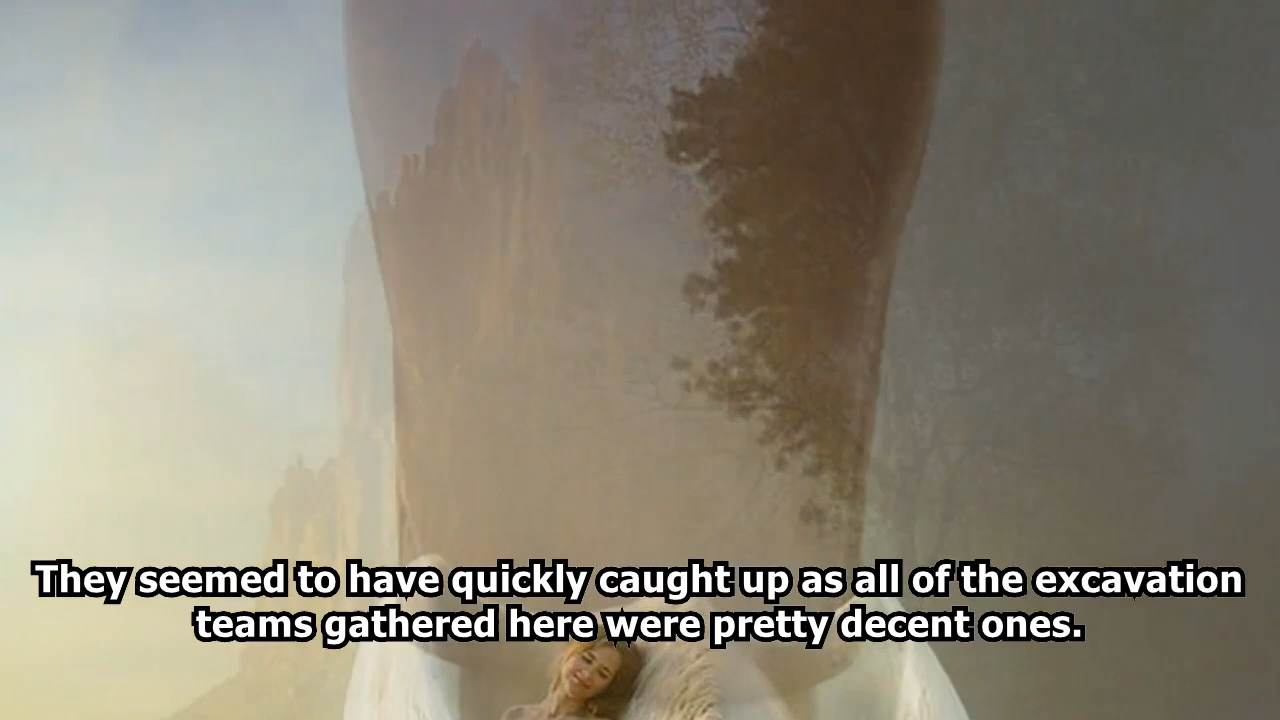 They seemed to have quickly caught up as all of the excavation
teams gathered here were pretty decent ones.